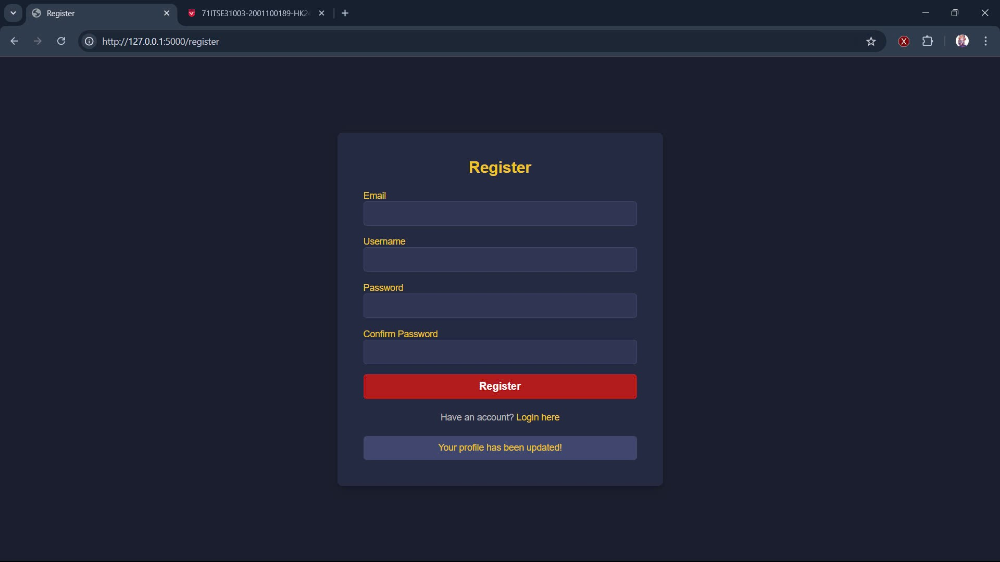 Register
71ITSE31003-2001100189-HK2
http://127.0.0.1:5000/register
Register
Email
Username
Password
Confirm Password
Register
Have an account? Login here
Your profile has been updated!